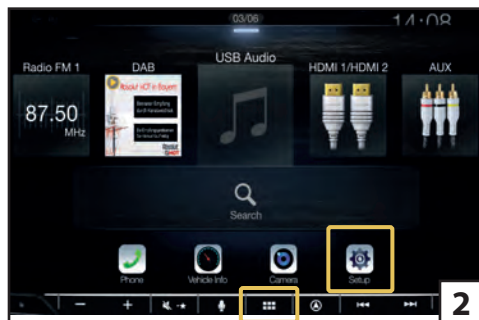 03/06
14:08
Radio FM 1
DAB
USB Audio
HDMI 1/HDMI 2
AUX
87.50
MHz
Search
Phone
Vehicle Info
Camera
Setup
2